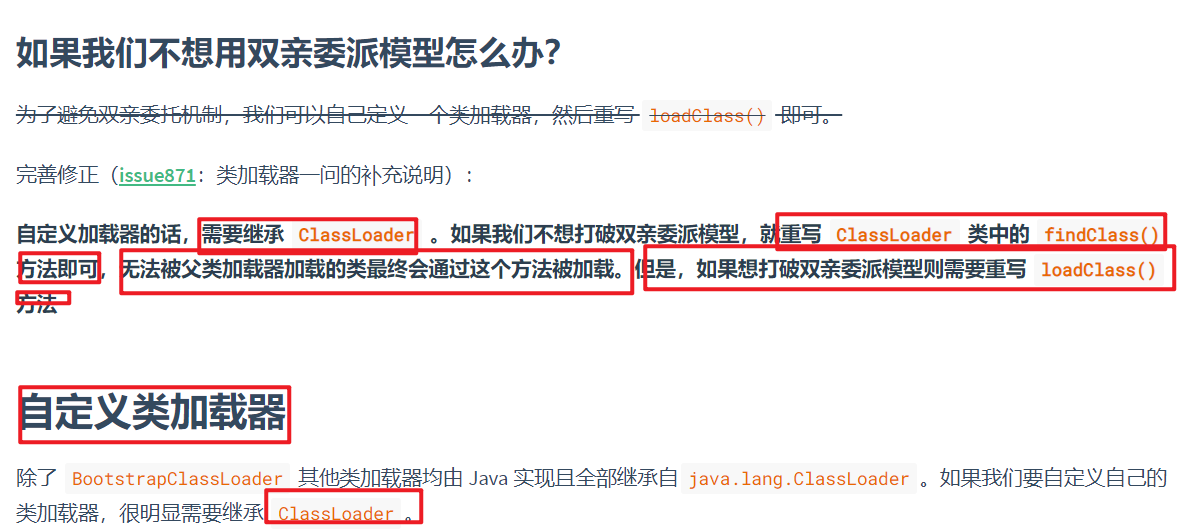 如果我们不想用双亲委派模型怎么办？
为了避免双亲委托机制，我们可以自己定义一个类加载器，然后重写 loadClass() 即可。
完善修正（issue871：类加载器一问的补充说明）：
自定义加载器的话，需要继承 ClassLoader 。如果我们不想打破双亲委派模型，就重写 ClassLoader 类中的 findClass()
方法即可，无法被父类加载器加载的类最终会通过这个方法被加载。但是，如果想打破双亲委派模型则需要重写 loadClass()
方法
自定义类加载器
除了 BootstrapClassLoader 其他类加载器均由 Java 实现且全部继承自 java.lang.ClassLoader 。如果我们要自定义自己的
类加载器，很明显需要继承 ClassLoader 。